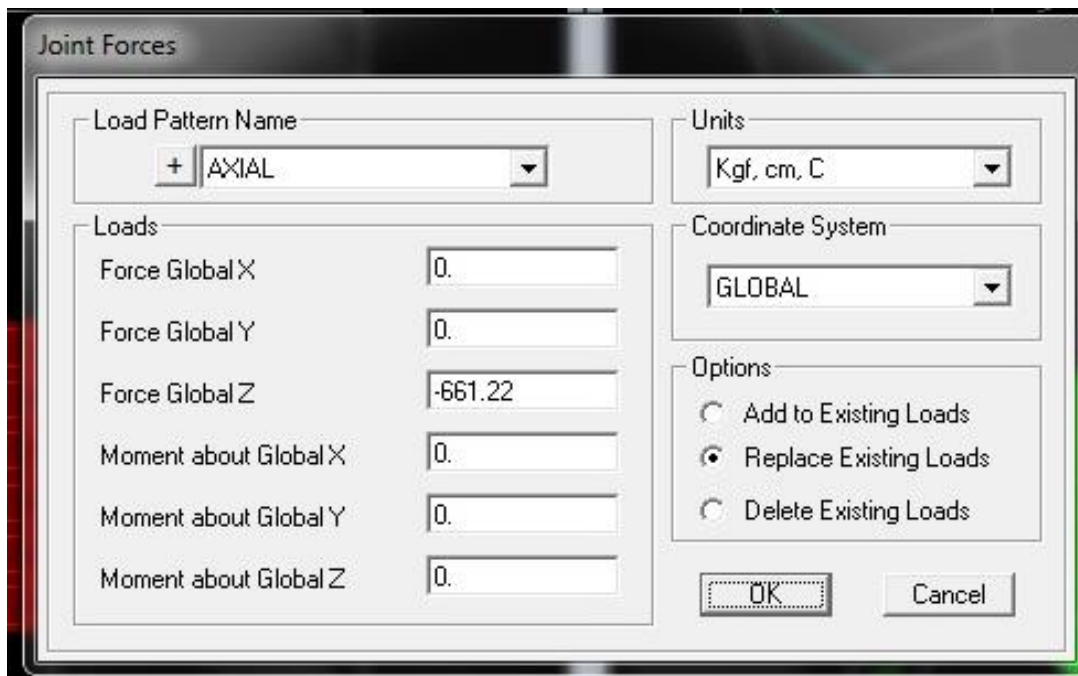 Joint Forces
Load Pattern Name
+ AXIAL
Units
Kgf, cm, C
Loads
Force Global X 0.
Force Global Y 0.
Force Global Z -661.22
Moment about Global X 0.
Moment about Global Y 0.
Moment about Global Z 0.
Coordinate System
GLOBAL
Options
Add to Existing Loads
Replace Existing Loads
Delete Existing Loads
OK Cancel